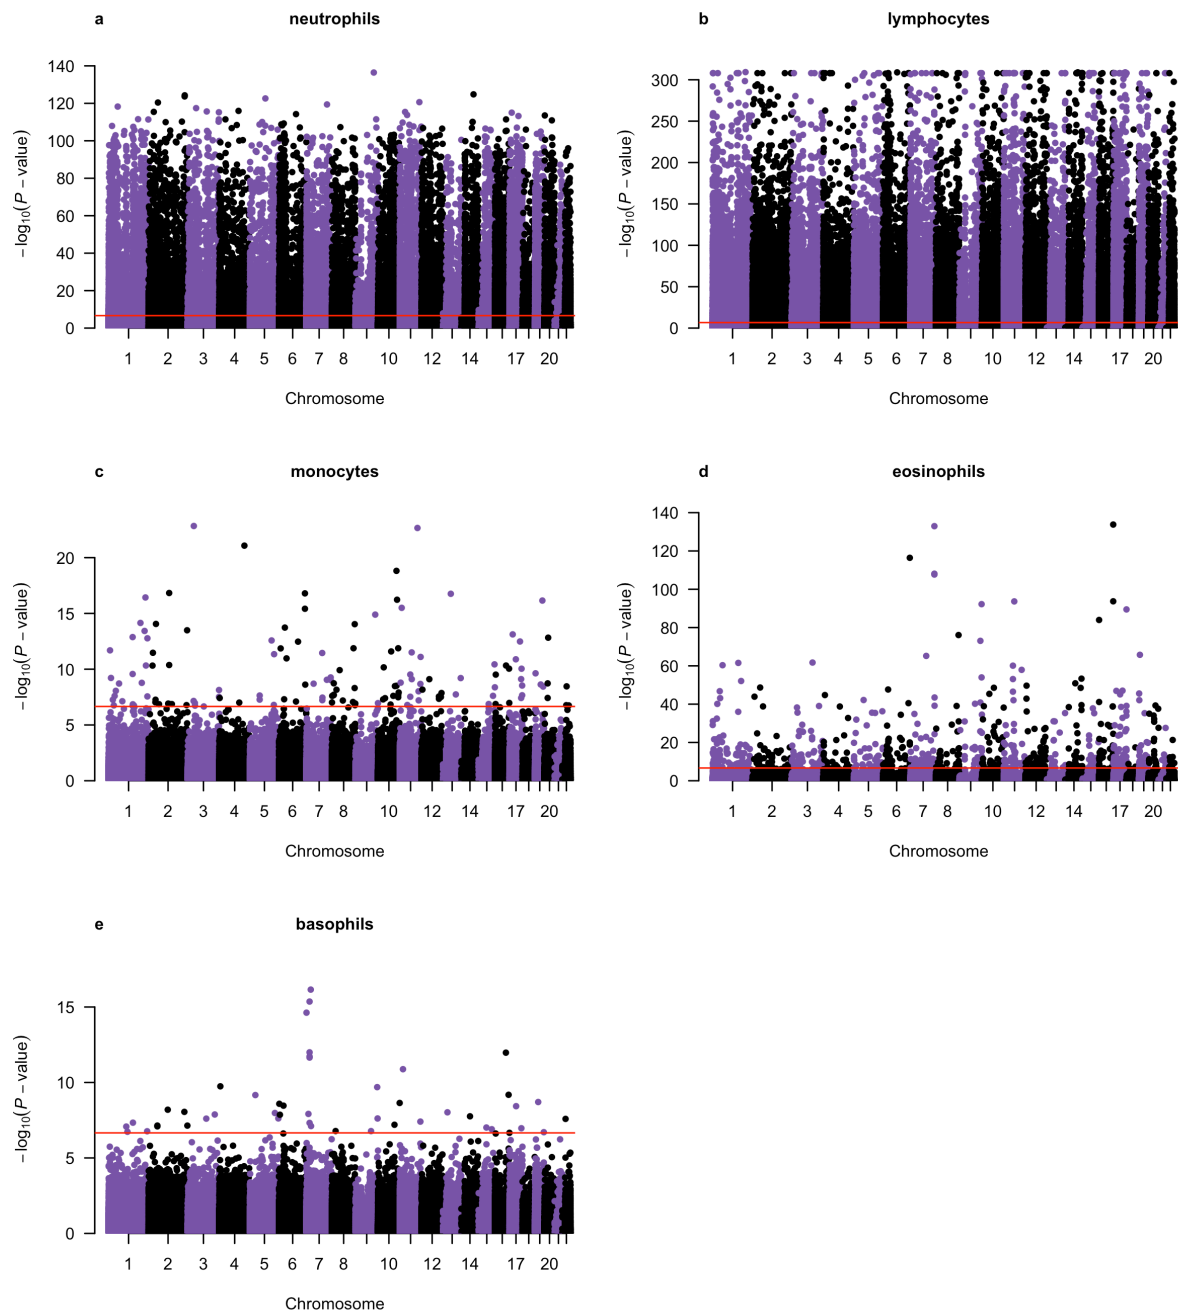 a neutrophils
140
120
100
80
60
40
20
0
−log10(P − value)
1 2 3 4 5 6 7 8 10 12 14 17 20
Chromosome
b lymphocytes
300
250
200
150
100
50
0
−log10(P − value)
1 2 3 4 5 6 7 8 10 12 14 17 20
Chromosome
c monocytes
20
15
10
5
0
−log10(P − value)
1 2 3 4 5 6 7 8 10 12 14 17 20
Chromosome
d eosinophils
140
120
100
80
60
40
20
0
−log10(P − value)
1 2 3 4 5 6 7 8 10 12 14 17 20
Chromosome
e basophils
15
10
5
0
−log10(P − value)
1 2 3 4 5 6 7 8 10 12 14 17 20
Chromosome